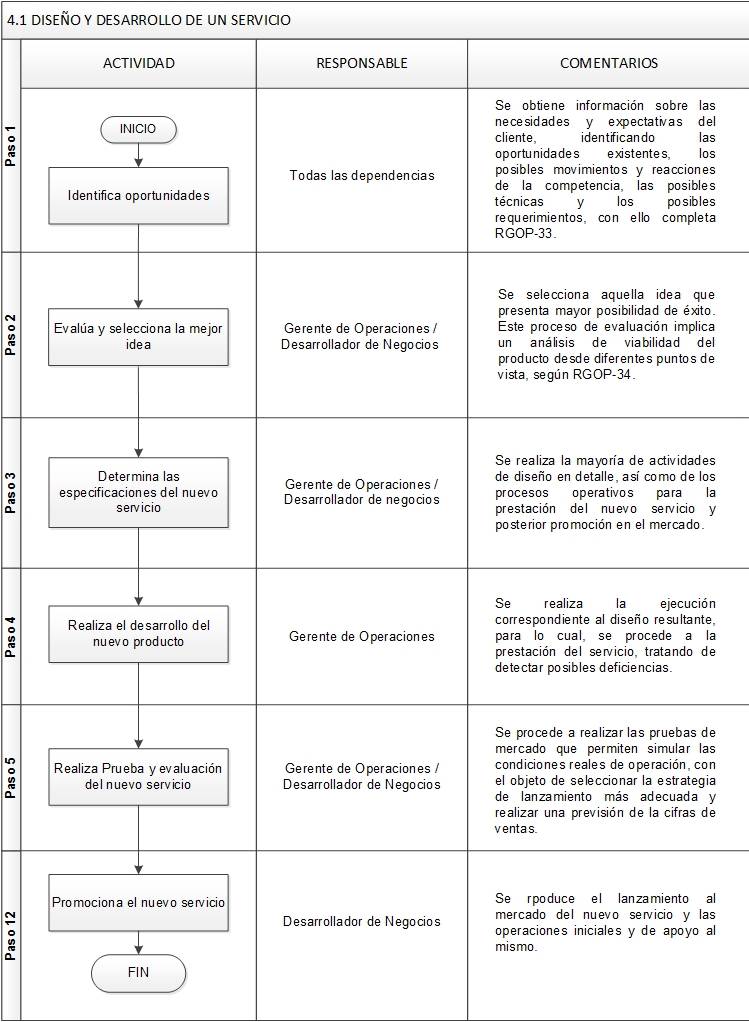 4.1 DISEÑO Y DESARROLLO DE UN SERVICIO
ACTIVIDAD
RESPONSABLE
COMENTARIOS
Paso 1
INICIO
Identifica oportunidades
Todas las dependencias
Se obtiene información sobre las
necesidades y expectativas del
cliente, identificando las
oportunidades existentes, los
posibles movimientos y reacciones
de la competencia, las posibles
técnicas y los posibles
requerimientos, con ello completa
RGOP-33.
Paso 2
Evalúa y selecciona la mejor
idea
Gerente de Operaciones /
Desarrollador de Negocios
Se selecciona aquella idea que
presenta mayor posibilidad de éxito.
Este proceso de evaluación implica
un análisis de viabilidad del
producto desde diferentes puntos de
vista, según RGOP-34.
Paso 3
Determina las
especificaciones del nuevo
servicio
Gerente de Operaciones /
Desarrollador de negocios
Se realiza la mayoría de actividades
de diseño en detalle, así como de los
procesos operativos para la
prestación del nuevo servicio y
posterior promoción en el mercado.
Paso 4
Realiza el desarrollo del
nuevo producto
Gerente de Operaciones
Se realiza la ejecución
correspondiente al diseño resultante,
para lo cual, se procede a la
prestación del servicio, tratando de
detectar posibles deficiencias.
Paso 5
Realiza Prueba y evaluación
del nuevo servicio
Gerente de Operaciones /
Desarrollador de Negocios
Se procede a realizar las pruebas de
mercado que permiten simular las
condiciones reales de operación, con
el objeto de seleccionar la estrategia
de lanzamiento más adecuada y
realizar una previsión de la cifras de
ventas.
Paso 12
Promociona el nuevo servicio
FIN
Desarrollador de Negocios
Se rpoduce el lanzamiento al
mercado del nuevo servicio y las
operaciones iniciales y de apoyo al
mismo.